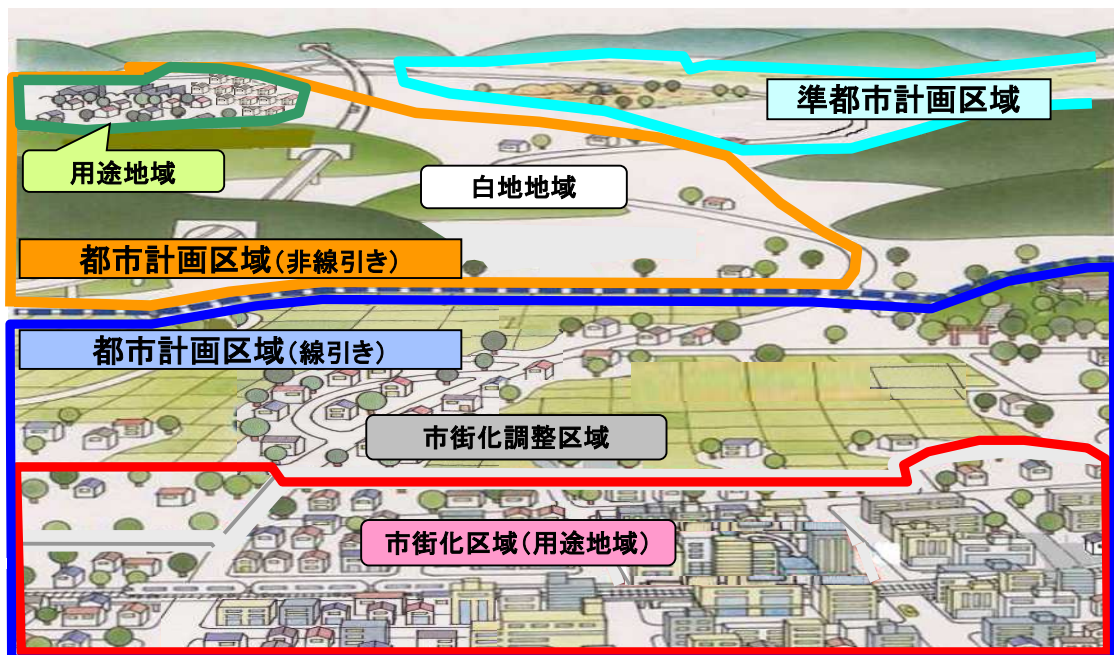 準都市計画区域
用途地域
白地地域
都市計画区域(非線引き)
都市計画区域(線引き)
市街化調整区域
市街化区域(用途地域)